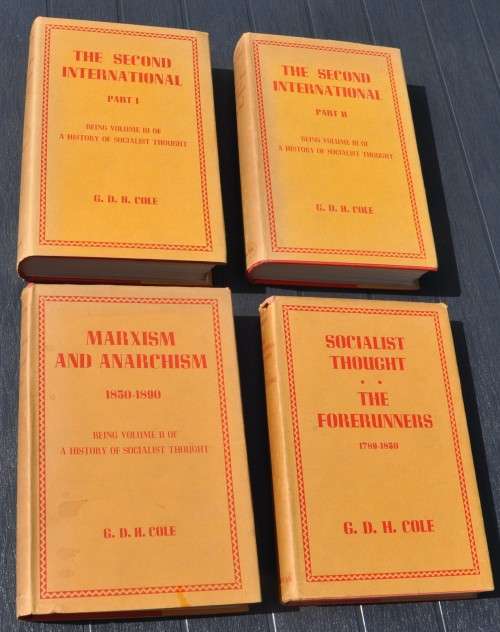 THE SECOND
INTERNATIONAL
PART I
BEING VOLUME III OF
A HISTORY OF SOCIALIST THOUGHT
G. D. H. COLE
THE SECOND
INTERNATIONAL
PART II
BEING VOLUME III OF
A HISTORY OF SOCIALIST THOUGHT
G. D. H. COLE
MARXISM
AND ANARCHISM
1850-1890
BEING VOLUME II OF
A HISTORY OF SOCIALIST THOUGHT
G. D. H. COLE
SOCIALIST
THOUGHT
THE
FORERUNNERS
1789-1850
G. D. H. COLE